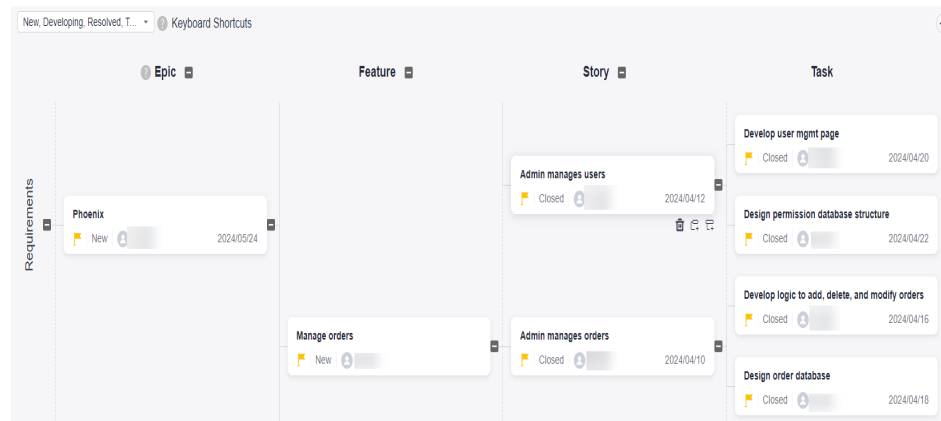 New, Developing, Resolved, T...
Keyboard Shortcuts
Epic
Feature
Story
Task
Requirements
Phoenix
New
2024/05/24
Manage orders
New
Admin manages users
Closed
2024/04/12
Admin manages orders
Closed
2024/04/10
Develop user mgmt page
Closed
2024/04/20
Design permission database structure
Closed
2024/04/22
Develop logic to add, delete, and modify orders
Closed
2024/04/16
Design order database
Closed
2024/04/18